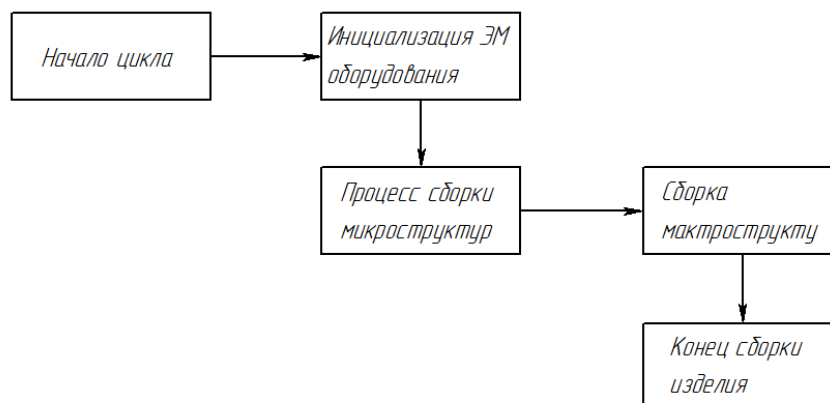 Начало цикла
Инициализация ЭМ
оборудования
Процесс сборки
микроструктур
Сборка
мактрострукту
Конец сборки
изделия